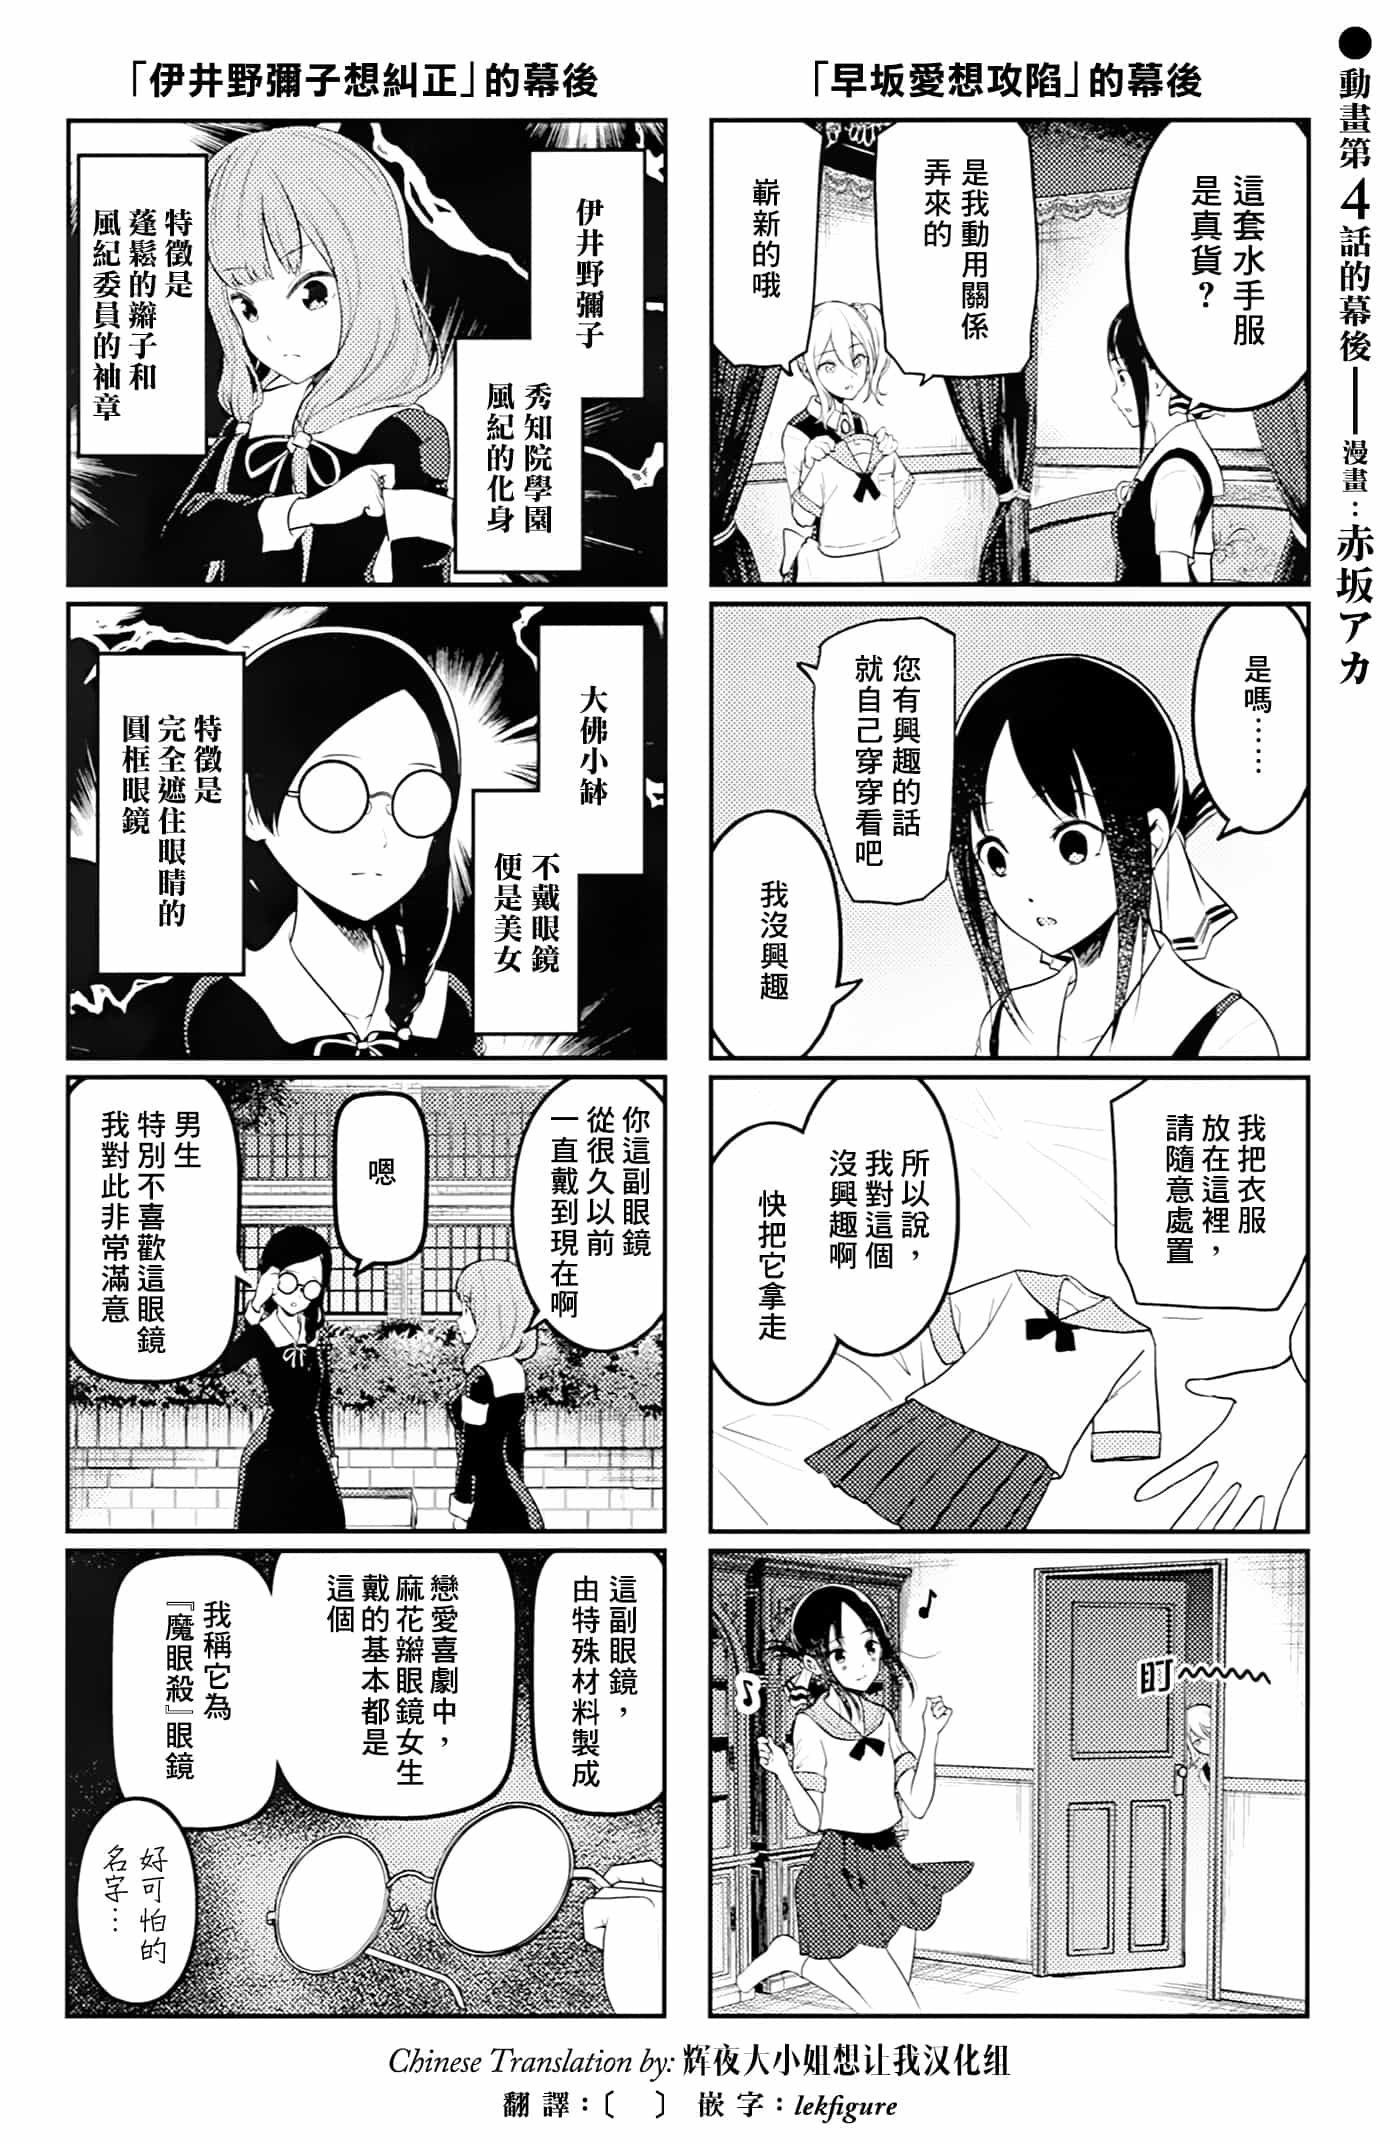 ●動畫第4話的幕後——漫畫：赤坂アカ
「早坂愛想攻陷」的幕後
這套水手服
是真貨？
是我動用關係
弄來的
嶄新的哦
是嗎……
您有興趣的話
就自己穿穿看吧
我沒興趣
我把衣服
放在這裡，
請隨意處置
所以說，
我對這個
沒興趣啊
快把它拿走
♪
♪
盯～～～
「伊井野彌子想糾正」的幕後
伊井野彌子
秀知院學園
風紀的化身
特徵是
蓬鬆的辮子和
風紀委員的袖章
大佛小鉢
不戴眼鏡
便是美女
特徵是
完全遮住眼睛的
圓框眼鏡
你這副眼鏡
從很久以前
一直戴到現在啊
嗯
男生
特別不喜歡這眼鏡
我對此非常滿意
這副眼鏡，
由特殊材料製成
戀愛喜劇中，
麻花辮眼鏡女生
戴的基本都是
這個
我稱它為
『魔眼殺』眼鏡
好可怕的
名字…
Chinese Translation by: 辉夜大小姐想让我汉化组
翻譯：〔　〕 嵌字：lekfigure